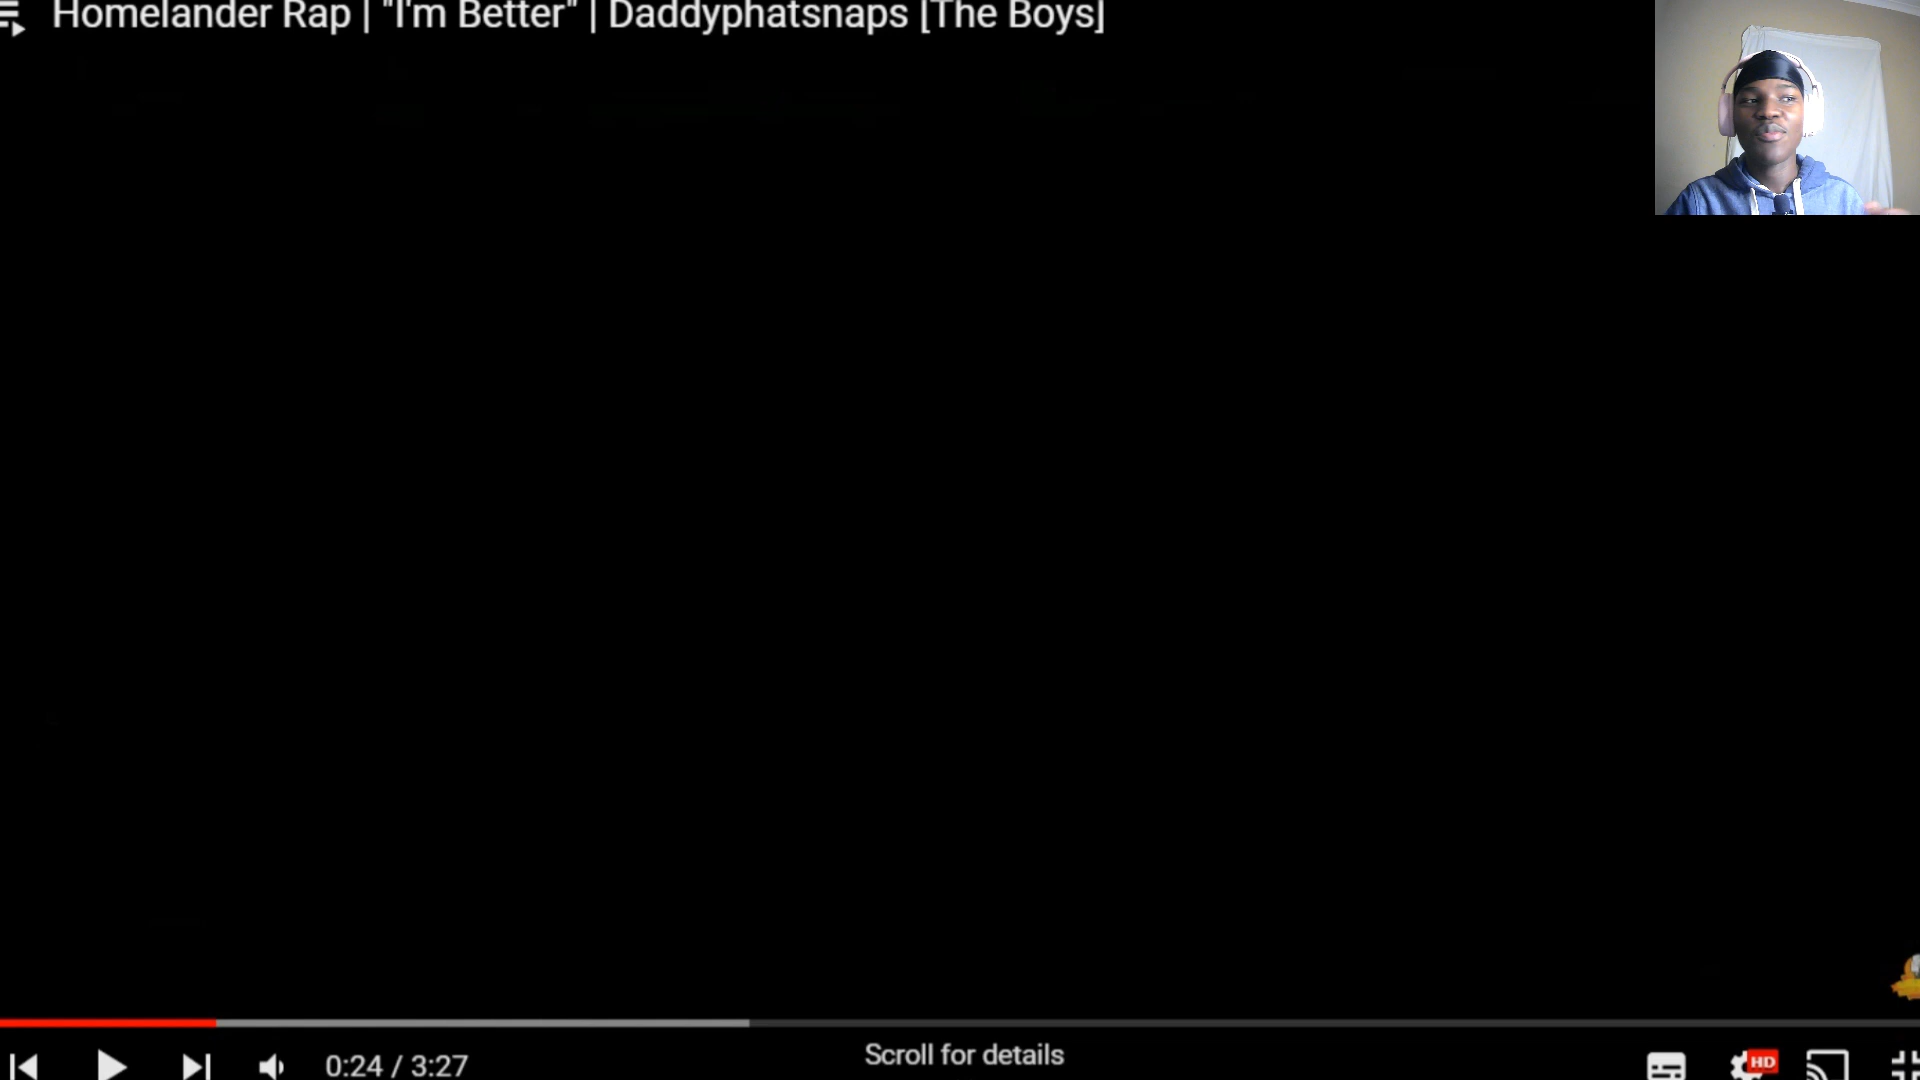 Homelander Rap | "I'm Better" | Daddyphatsnaps [The Boys]
0:24 / 3:27
Scroll for details
HD